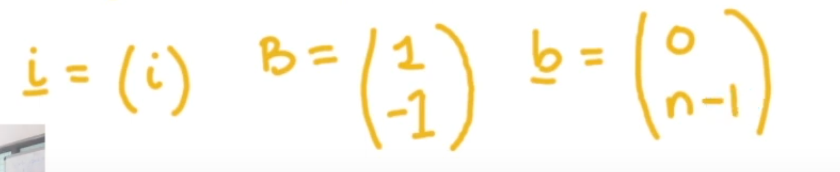 i = (i) B = (1 -1) b = (0 n-1)